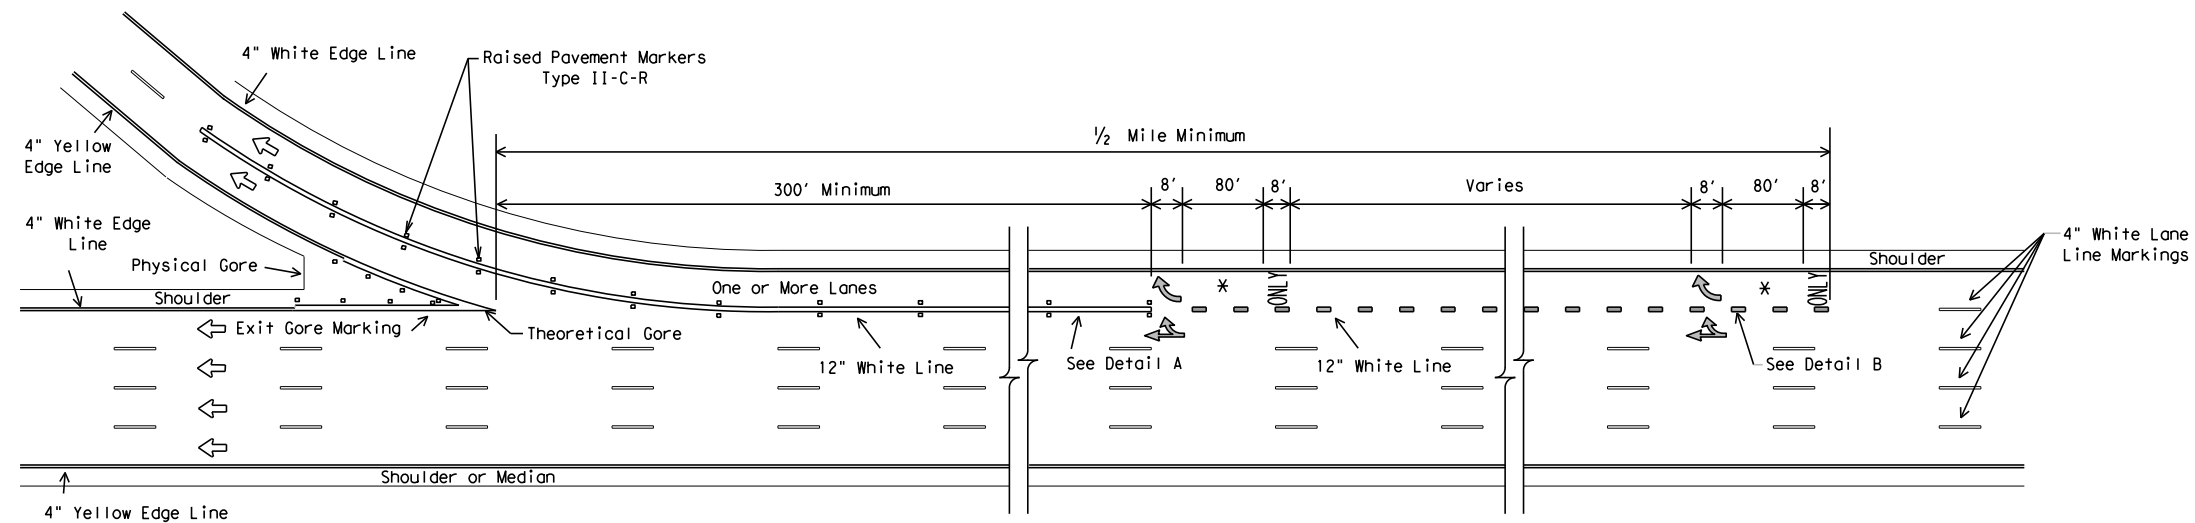 4" White Edge Line
Raised Pavement Markers
Type II-C-R
½ Mile Minimum
4" Yellow
Edge Line
300' Minimum
8'
80'
8'
Varies
8'
80'
8'
4" White Edge
Line
Physical Gore
4" White Lane
Line Markings
Shoulder
Shoulder
One or More Lanes
*
ONLY
*
ONLY
Exit Gore Marking
Theoretical Gore
12" White Line
See Detail A
12" White Line
See Detail B
Shoulder or Median
4" Yellow Edge Line